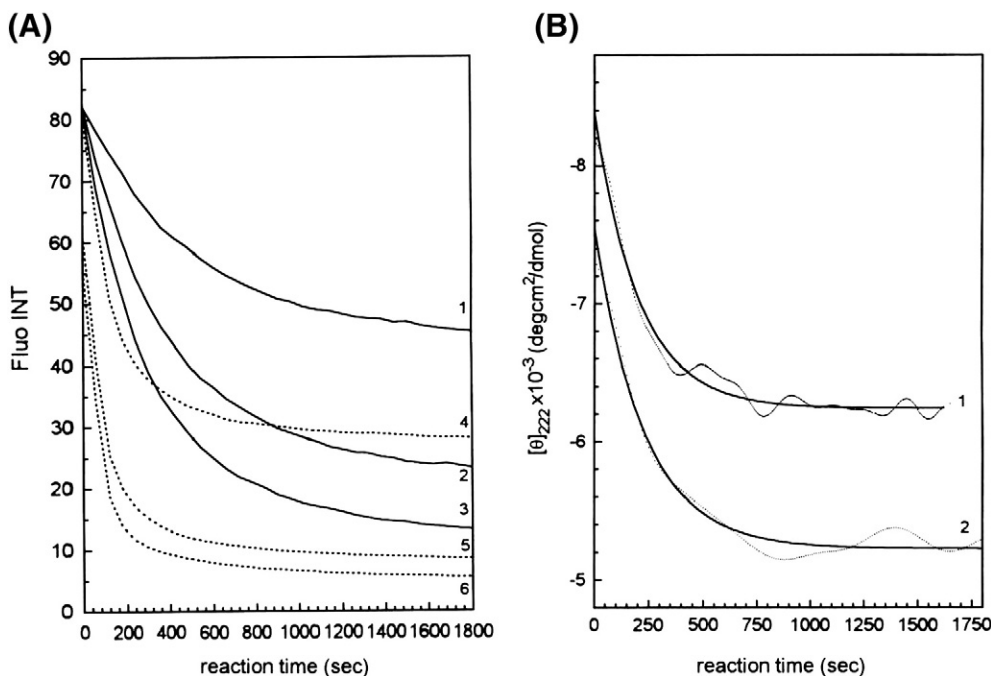 (A)
90
80
70
60
50
40
30
20
10
0
Fluo INT
1
4
2
3
5
6
0 200 400 600 800 1000 1200 1400 1600 1800
reaction time (sec)
(B)
-8
-7
-6
-5
[θ]222 x10-3 (degcm2/dmol)
1
2
0 250 500 750 1000 1250 1500 1750
reaction time (sec)